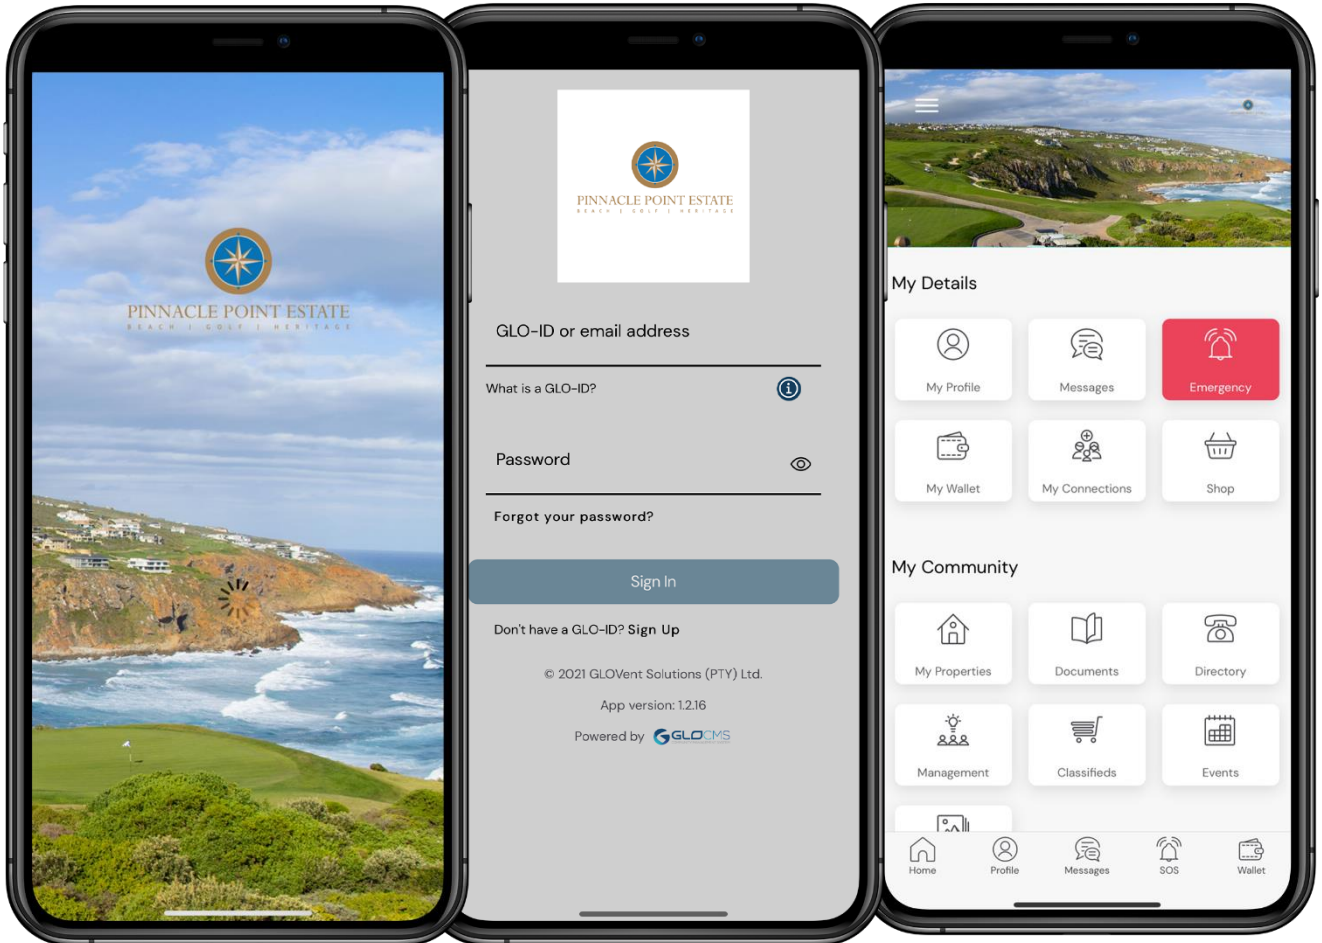 PINNACLE POINT ESTATE
BEACH | GOLF | HERITAGE
PINNACLE POINT ESTATE
BEACH | GOLF | HERITAGE
GLO-ID or email address
What is a GLO-ID?
Password
Forgot your password?
Sign In
Don't have a GLO-ID? Sign Up
© 2021 GLOVent Solutions (PTY) Ltd.
App version: 1.2.16
Powered by GLOCMS
My Details
My Profile
Messages
Emergency
My Wallet
My Connections
Shop
My Community
My Properties
Documents
Directory
Management
Classifieds
Events
Home
Profile
Messages
SOS
Wallet